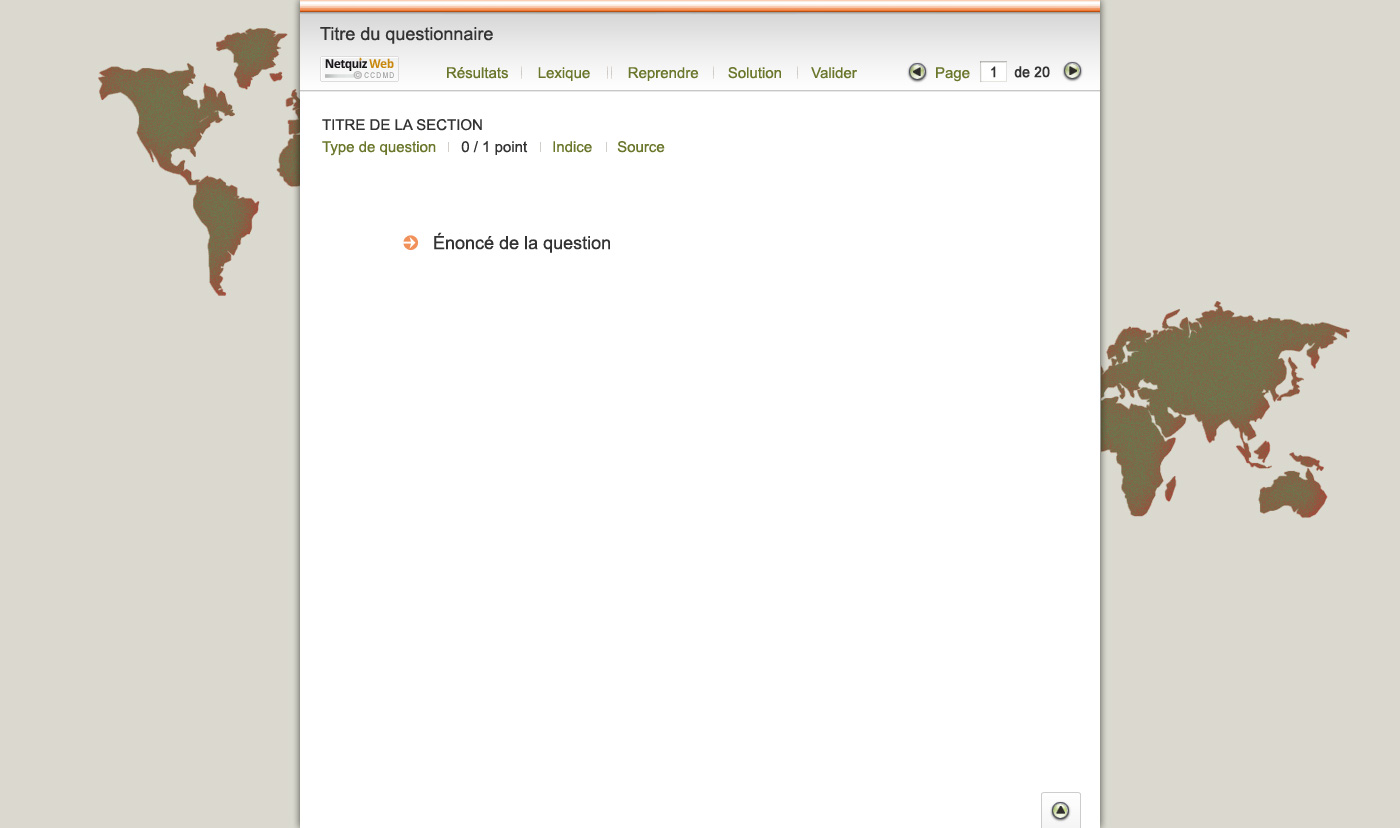 Titre du questionnaire
Netquiz Web
© CCDMD
Résultats Lexique Reprendre Solution Valider Page 1 de 20
TITRE DE LA SECTION
Type de question 0 / 1 point Indice Source
Énoncé de la question